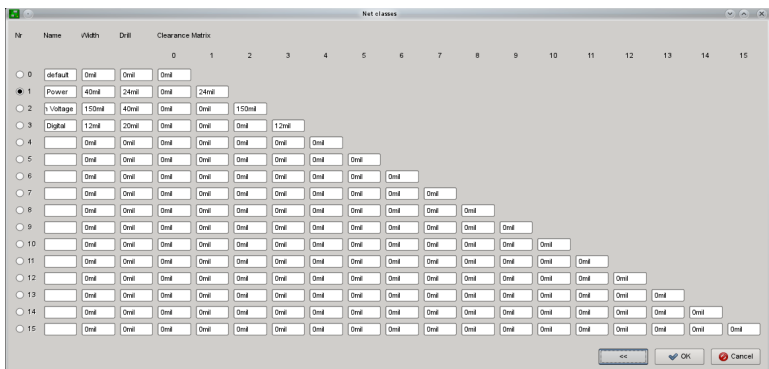 Net classes
Nr Name Width Drill Clearance Matrix
0 1 2 3 4 5 6 7 8 9 10 11 12 13 14 15
0 default 0mil 0mil 0mil
1 Power 40mil 24mil 0mil 24mil
2 Voltage 150mil 40mil 0mil 0mil 150mil
3 Digital 12mil 20mil 0mil 0mil 0mil 12mil
4 0mil 0mil 0mil 0mil 0mil 0mil 0mil
5 0mil 0mil 0mil 0mil 0mil 0mil 0mil 0mil
6 0mil 0mil 0mil 0mil 0mil 0mil 0mil 0mil 0mil
7 0mil 0mil 0mil 0mil 0mil 0mil 0mil 0mil 0mil 0mil
8 0mil 0mil 0mil 0mil 0mil 0mil 0mil 0mil 0mil 0mil 0mil
9 0mil 0mil 0mil 0mil 0mil 0mil 0mil 0mil 0mil 0mil 0mil 0mil
10 0mil 0mil 0mil 0mil 0mil 0mil 0mil 0mil 0mil 0mil 0mil 0mil 0mil
11 0mil 0mil 0mil 0mil 0mil 0mil 0mil 0mil 0mil 0mil 0mil 0mil 0mil 0mil
12 0mil 0mil 0mil 0mil 0mil 0mil 0mil 0mil 0mil 0mil 0mil 0mil 0mil 0mil 0mil
13 0mil 0mil 0mil 0mil 0mil 0mil 0mil 0mil 0mil 0mil 0mil 0mil 0mil 0mil 0mil 0mil
14 0mil 0mil 0mil 0mil 0mil 0mil 0mil 0mil 0mil 0mil 0mil 0mil 0mil 0mil 0mil 0mil 0mil
15 0mil 0mil 0mil 0mil 0mil 0mil 0mil 0mil 0mil 0mil 0mil 0mil 0mil 0mil 0mil 0mil 0mil 0mil
<< OK Cancel